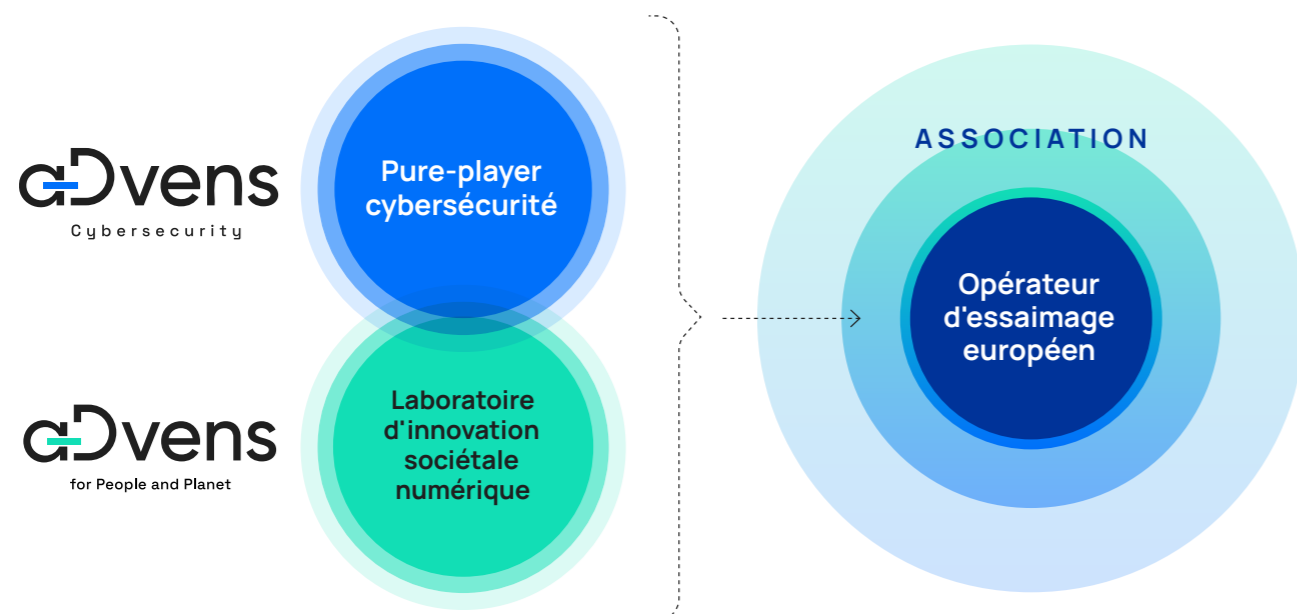 aDvens
Cybersecurity
Pure-player
cybersécurité
aDvens
for People and Planet
Laboratoire
d'innovation
sociétale
numérique
ASSOCIATION
Opérateur
d'essaimage
européen